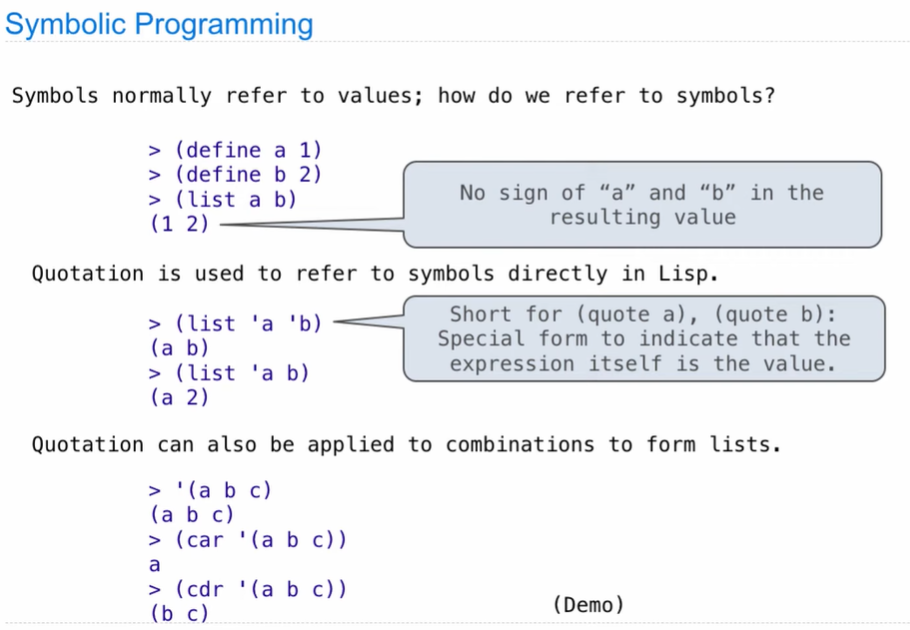 Symbolic Programming
Symbols normally refer to values; how do we refer to symbols?
> (define a 1)
> (define b 2)
> (list a b)
(1 2)
No sign of “a” and “b” in the
resulting value
Quotation is used to refer to symbols directly in Lisp.
> (list 'a 'b)
(a b)
> (list 'a b)
(a 2)
Short for (quote a), (quote b):
Special form to indicate that the
expression itself is the value.
Quotation can also be applied to combinations to form lists.
> '(a b c)
(a b c)
> (car '(a b c))
a
> (cdr '(a b c))
(b c)
(Demo)